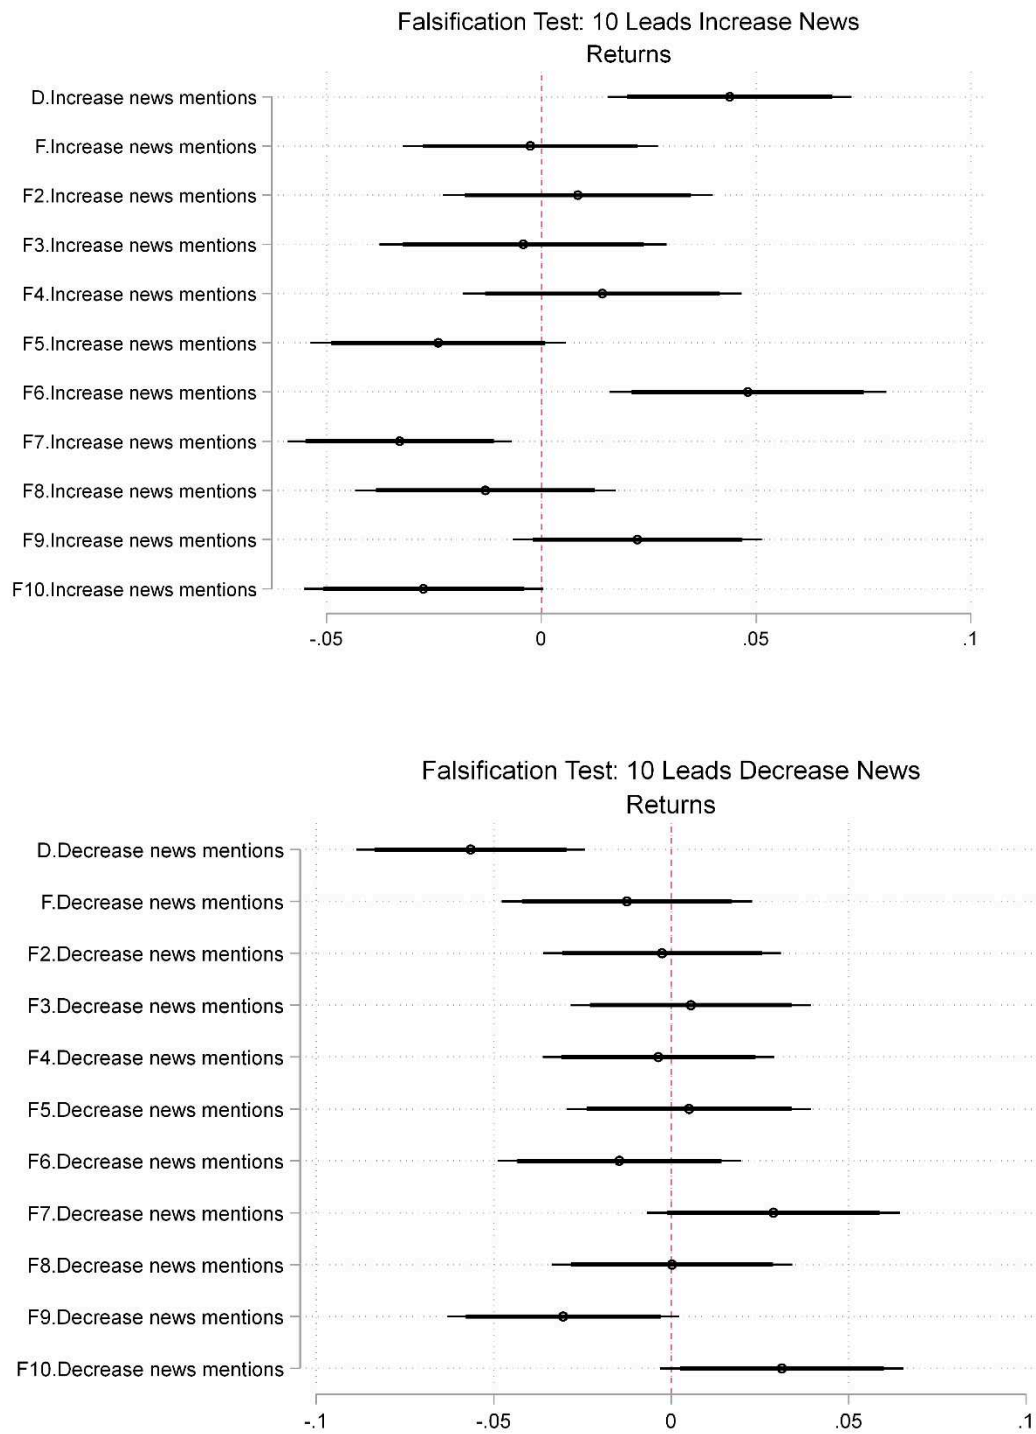 Falsification Test: 10 Leads Increase News
Returns
D.Increase news mentions
F.Increase news mentions
F2.Increase news mentions
F3.Increase news mentions
F4.Increase news mentions
F5.Increase news mentions
F6.Increase news mentions
F7.Increase news mentions
F8.Increase news mentions
F9.Increase news mentions
F10.Increase news mentions
-.05 0 .05 .1
Falsification Test: 10 Leads Decrease News
Returns
D.Decrease news mentions
F.Decrease news mentions
F2.Decrease news mentions
F3.Decrease news mentions
F4.Decrease news mentions
F5.Decrease news mentions
F6.Decrease news mentions
F7.Decrease news mentions
F8.Decrease news mentions
F9.Decrease news mentions
F10.Decrease news mentions
-.1 -.05 0 .05 .1